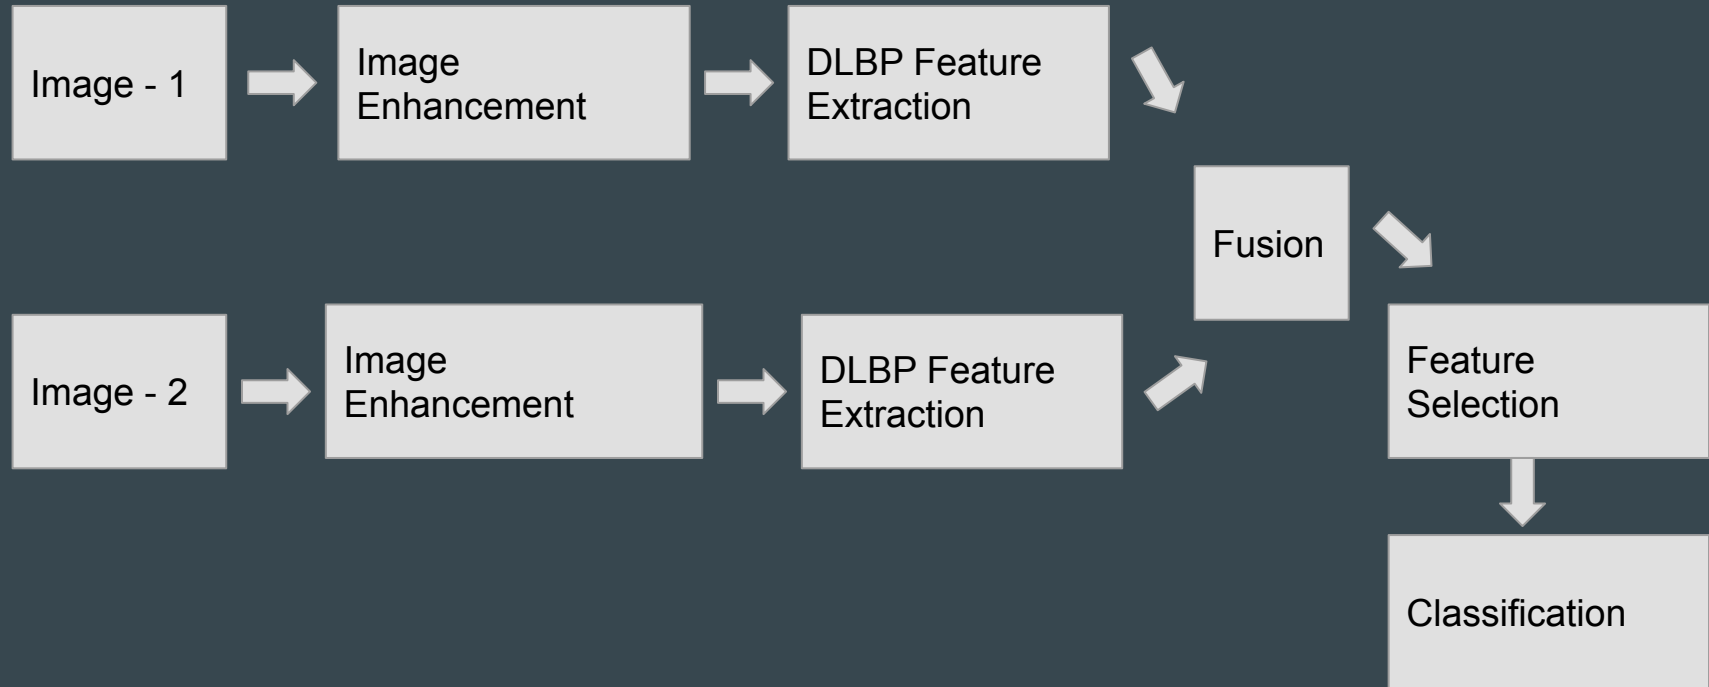 Image - 1
Image
Enhancement
DLBP Feature
Extraction
Fusion
Image - 2
Image
Enhancement
DLBP Feature
Extraction
Feature
Selection
Classification